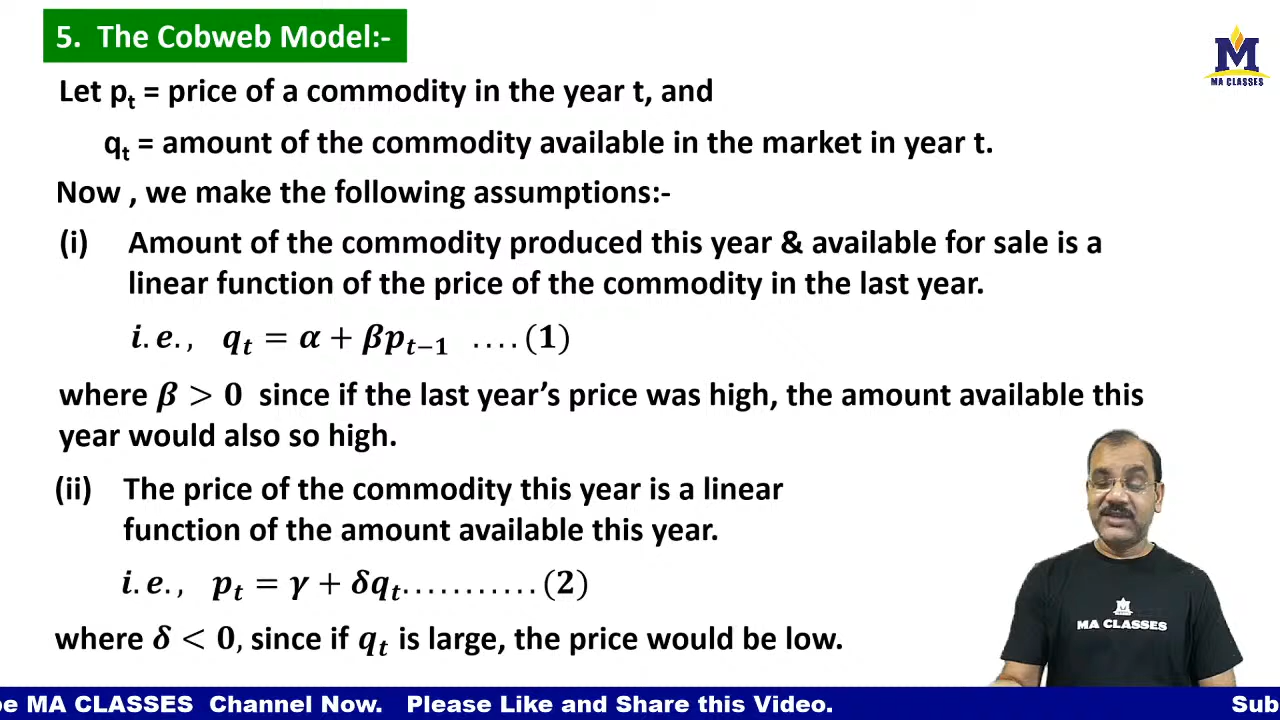 5. The Cobweb Model:-
M
MA CLASSES
Let pₜ = price of a commodity in the year t, and
qₜ = amount of the commodity available in the market in year t.
Now , we make the following assumptions:-
(i) Amount of the commodity produced this year & available for sale is a
linear function of the price of the commodity in the last year.
i.e., qₜ = α + βpₜ₋₁ ....(1)
where β > 0 since if the last year’s price was high, the amount available this
year would also so high.
(ii) The price of the commodity this year is a linear
function of the amount available this year.
i.e., pₜ = γ + δqₜ...........(2)
where δ < 0, since if qₜ is large, the price would be low.
MA CLASSES
be MA CLASSES Channel Now. Please Like and Share this Video. Sub